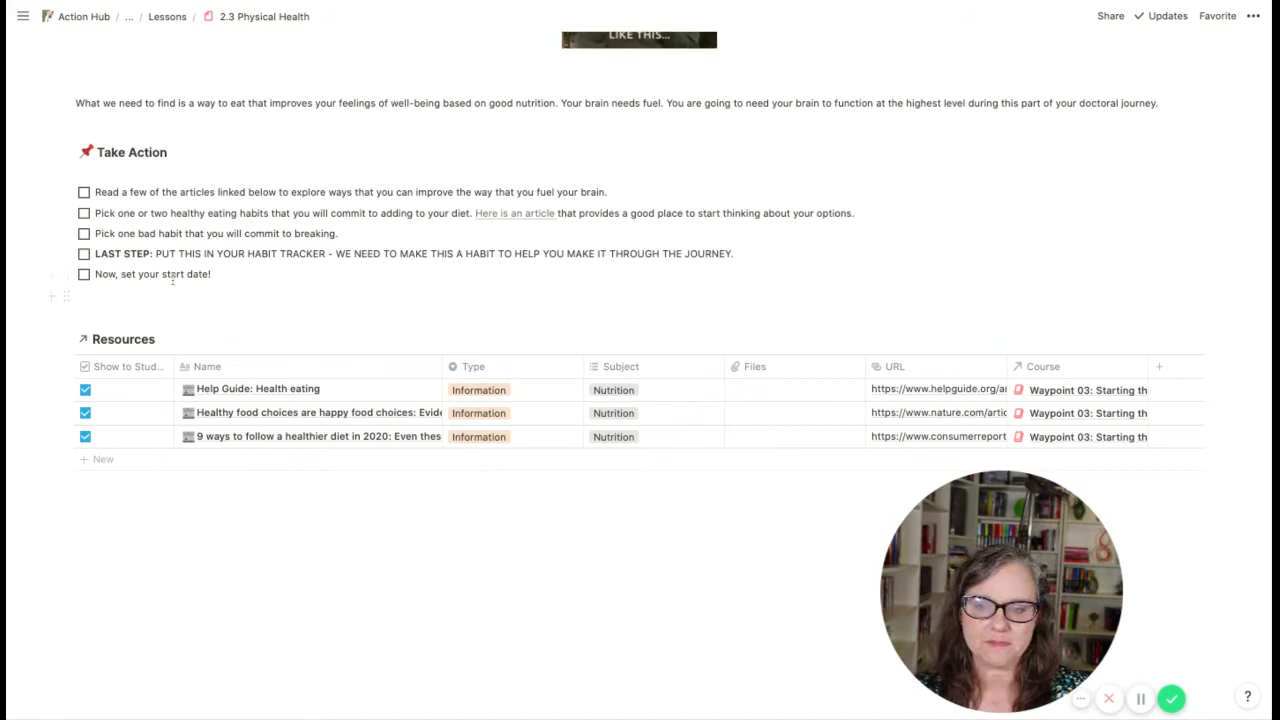 Action Hub / ... / Lessons / 2.3 Physical Health Share Updates Favorite
LIKE THIS...
What we need to find is a way to eat that improves your feelings of well-being based on good nutrition. Your brain needs fuel. You are going to need your brain to function at the highest level during this part of your doctoral journey.
Take Action
Read a few of the articles linked below to explore ways that you can improve the way that you fuel your brain.
Pick one or two healthy eating habits that you will commit to adding to your diet. Here is an article that provides a good place to start thinking about your options.
Pick one bad habit that you will commit to breaking.
LAST STEP: PUT THIS IN YOUR HABIT TRACKER - WE NEED TO MAKE THIS A HABIT TO HELP YOU MAKE IT THROUGH THE JOURNEY.
Now, set your start date!
Resources
Show to Stud... Aa Name Type Subject Files URL Course +
Help Guide: Health eating Information Nutrition https://www.helpguide.org/ar Waypoint 03: Starting th
Healthy food choices are happy food choices: Evide Information Nutrition https://www.nature.com/artic Waypoint 03: Starting th
9 ways to follow a healthier diet in 2020: Even thes Information Nutrition https://www.consumerreport Waypoint 03: Starting th
+ New
?